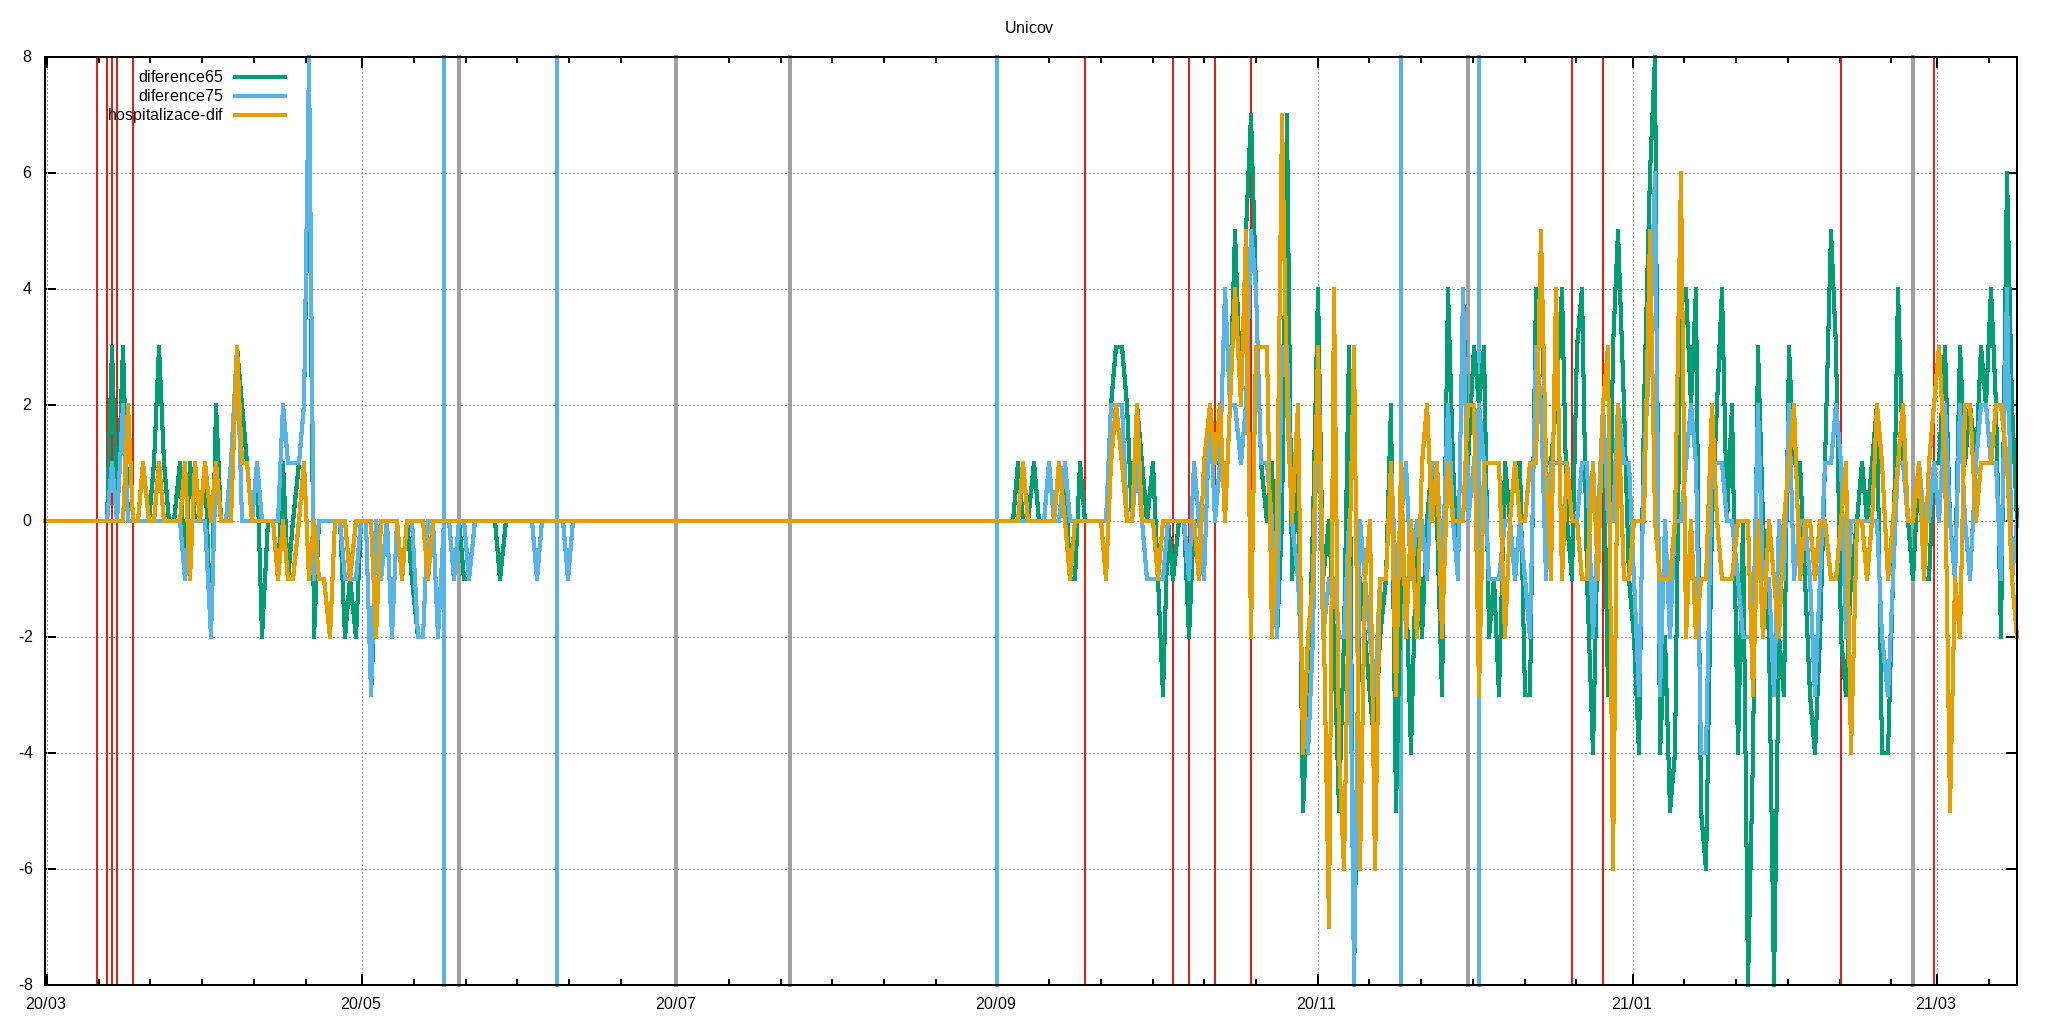 Unicov
diference65
diference75
hospitalizace-dif
8
6
4
2
0
-2
-4
-6
-8
20/03 20/05 20/07 20/09 20/11 21/01 21/03